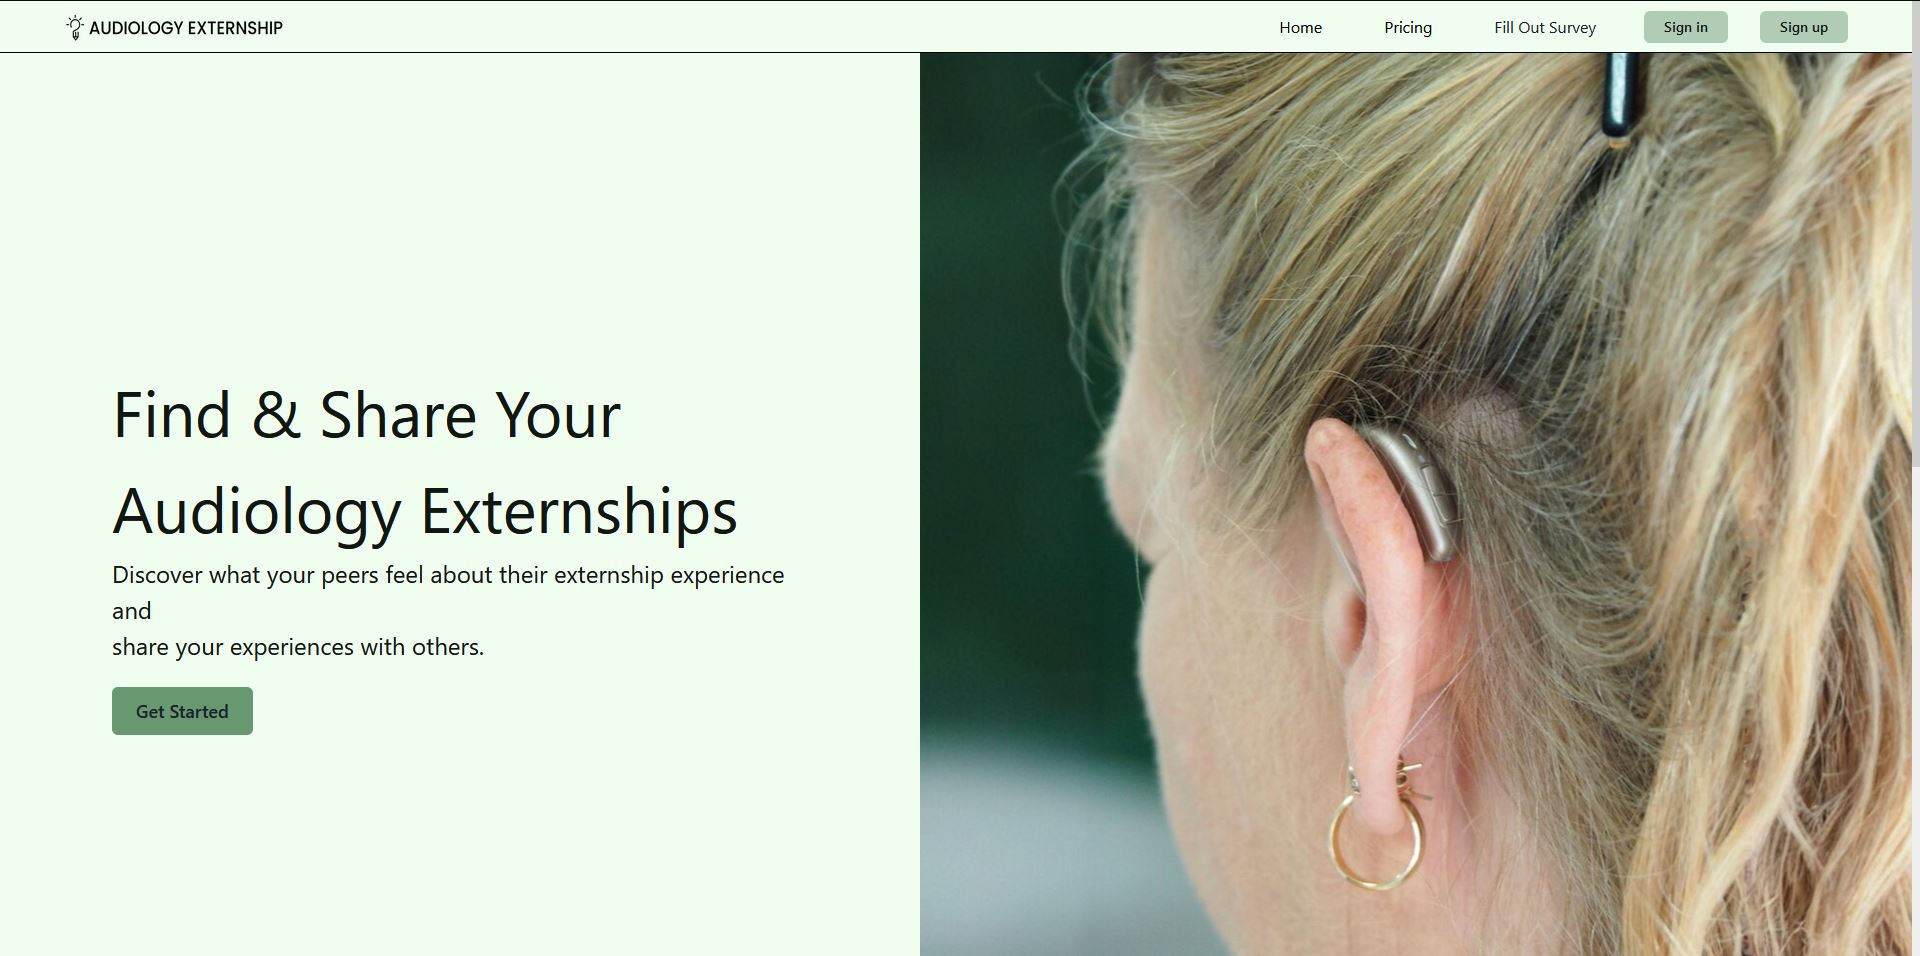 AUDIOLOGY EXTERNSHIP
Home
Pricing
Fill Out Survey
Sign in
Sign up
Find & Share Your
Audiology Externships
Discover what your peers feel about their externship experience
and
share your experiences with others.
Get Started